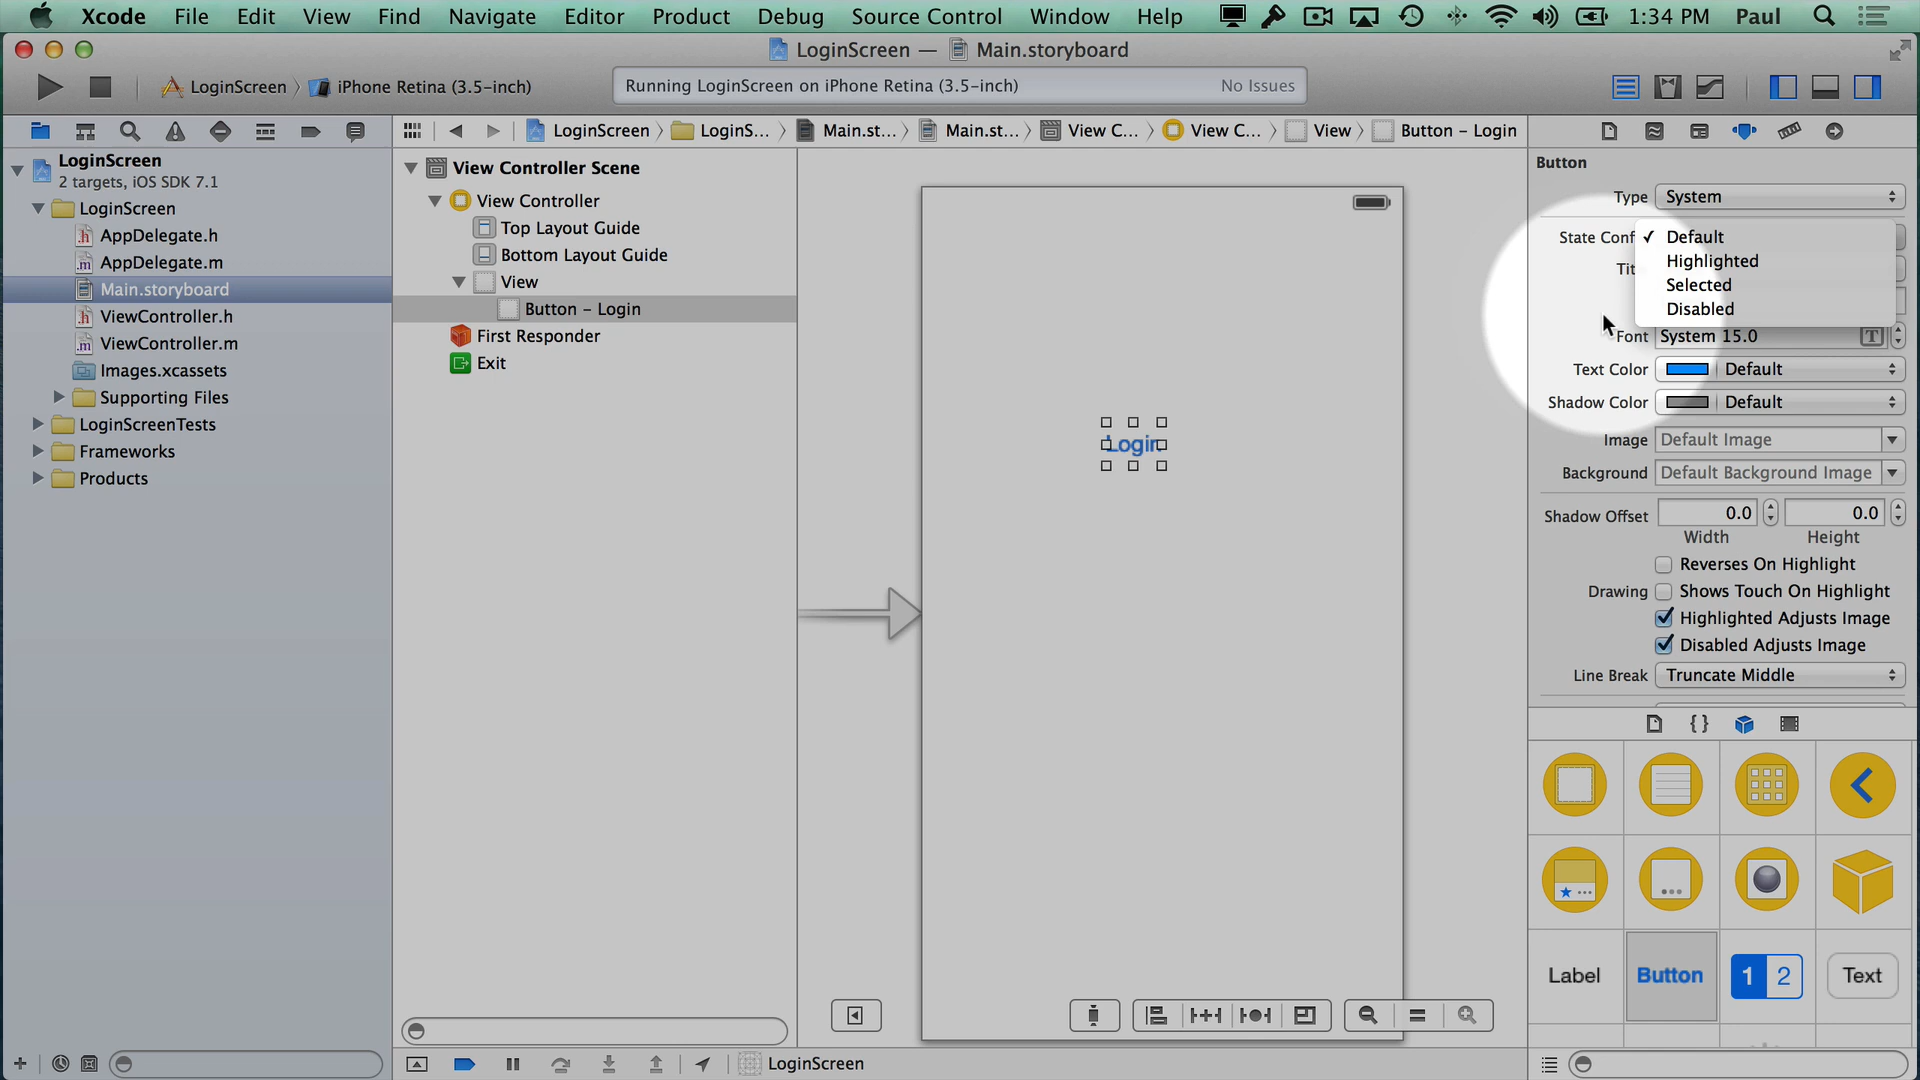 Xcode File Edit View Find Navigate Editor Product Debug Source Control Window Help 1:34 PM Paul
LoginScreen — Main.storyboard
LoginScreen iPhone Retina (3.5-inch)
Running LoginScreen on iPhone Retina (3.5-inch) No Issues
LoginScreen LoginS... Main.st... Main.st... View C... View C... View Button - Login
LoginScreen
2 targets, iOS SDK 7.1
LoginScreen
AppDelegate.h
AppDelegate.m
Main.storyboard
ViewController.h
ViewController.m
Images.xcassets
Supporting Files
LoginScreenTests
Frameworks
Products
View Controller Scene
View Controller
Top Layout Guide
Bottom Layout Guide
View
Button - Login
First Responder
Exit
Login
Button
Type System
State Conf ✓ Default
Highlighted
Tit
Selected
Disabled
Font System 15.0 T
Text Color Default
Shadow Color Default
Image Default Image
Background Default Background Image
Shadow Offset 0.0 0.0
Width Height
Reverses On Highlight
Drawing Shows Touch On Highlight
Highlighted Adjusts Image
Disabled Adjusts Image
Line Break Truncate Middle
{ }
Label Button 1 2 Text
LoginScreen